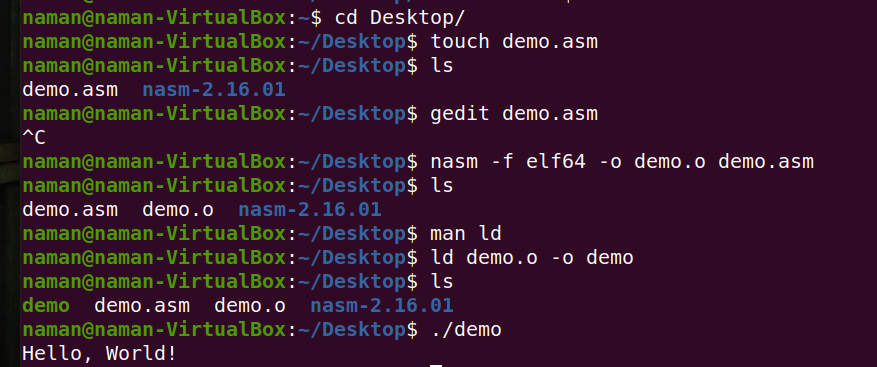 naman@naman-VirtualBox:~$ cd Desktop/
naman@naman-VirtualBox:~/Desktop$ touch demo.asm
naman@naman-VirtualBox:~/Desktop$ ls
demo.asm  nasm-2.16.01
naman@naman-VirtualBox:~/Desktop$ gedit demo.asm
^C
naman@naman-VirtualBox:~/Desktop$ nasm -f elf64 -o demo.o demo.asm
naman@naman-VirtualBox:~/Desktop$ ls
demo.asm  demo.o  nasm-2.16.01
naman@naman-VirtualBox:~/Desktop$ man ld
naman@naman-VirtualBox:~/Desktop$ ld demo.o -o demo
naman@naman-VirtualBox:~/Desktop$ ls
demo  demo.asm  demo.o  nasm-2.16.01
naman@naman-VirtualBox:~/Desktop$ ./demo
Hello, World!